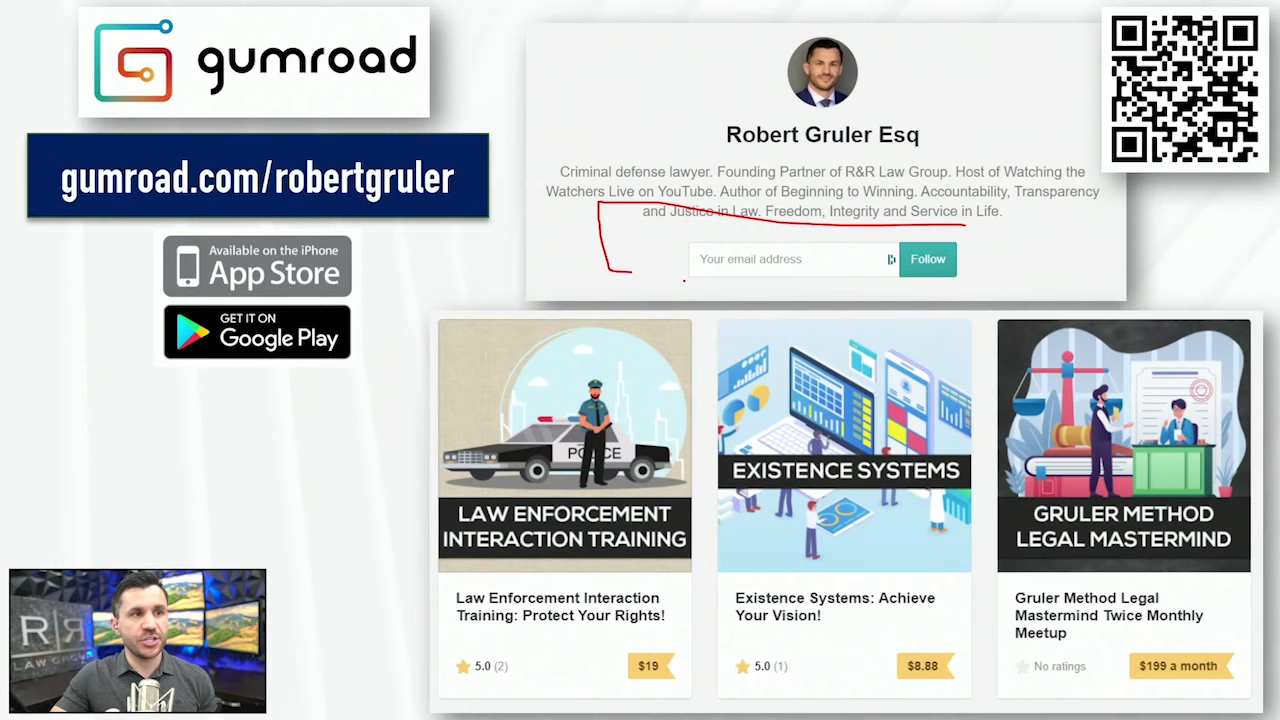 gumroad
gumroad.com/robertgruler
Available on the iPhone
App Store
GET IT ON
Google Play
Robert Gruler Esq
Criminal defense lawyer. Founding Partner of R&R Law Group. Host of Watching the
Watchers Live on YouTube. Author of Beginning to Winning. Accountability, Transparency
and Justice in Law. Freedom, Integrity and Service in Life.
Your email address
Follow
POLICE
LAW ENFORCEMENT
INTERACTION TRAINING
Law Enforcement Interaction
Training: Protect Your Rights!
5.0 (2)
$19
EXISTENCE SYSTEMS
Existence Systems: Achieve
Your Vision!
5.0 (1)
$8.88
GRULER METHOD
LEGAL MASTERMIND
Gruler Method Legal
Mastermind Twice Monthly
Meetup
No ratings
$199 a month
R R
LAW GROUP